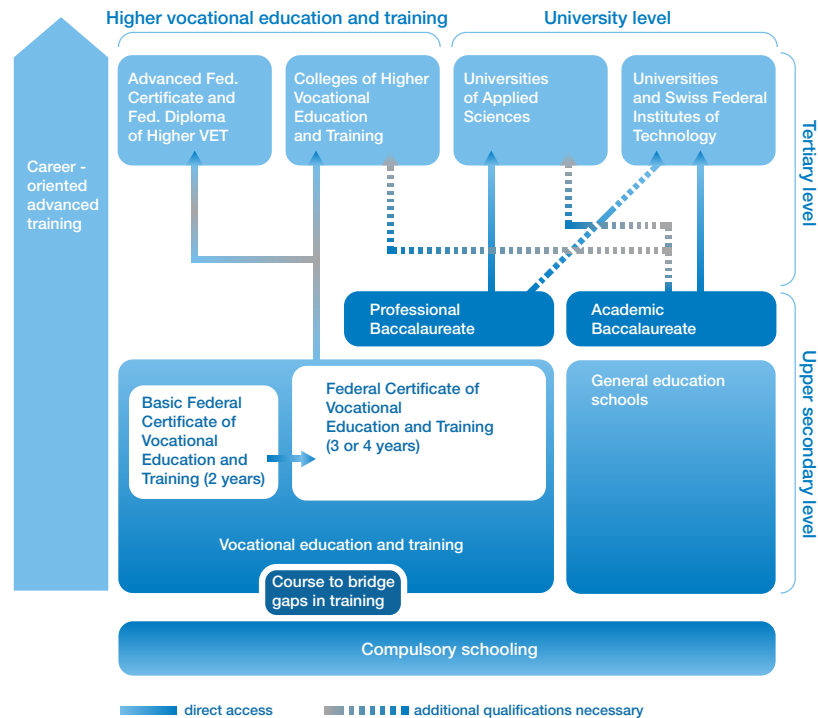 Higher vocational education and training
University level
Advanced Fed.
Certificate and
Fed. Diploma
of Higher VET
Colleges of Higher
Vocational
Education
and Training
Universities
of Applied
Sciences
Universities
and Swiss Federal
Institutes of
Technology
Tertiary level
Career -
oriented
advanced
training
Professional
Baccalaureate
Academic
Baccalaureate
Upper secondary level
Basic Federal
Certificate of
Vocational
Education and
Training (2 years)
Federal Certificate of
Vocational
Education and Training
(3 or 4 years)
General education
schools
Vocational education and training
Course to bridge
gaps in training
Compulsory schooling
direct access
additional qualifications necessary